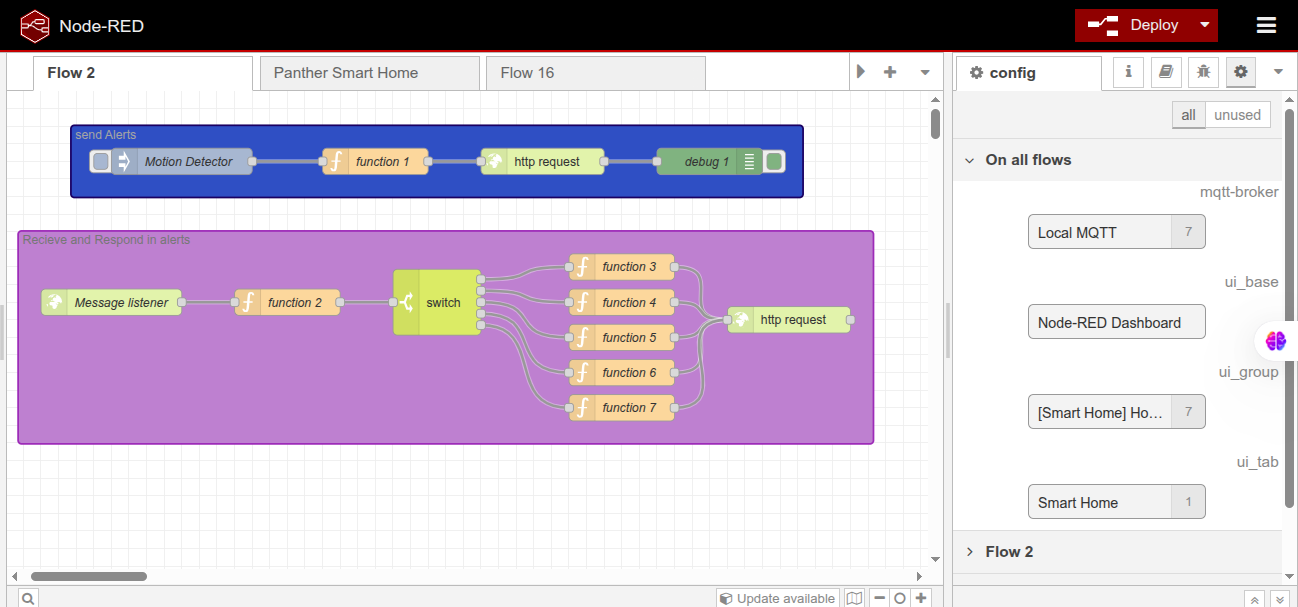 Node-RED
Deploy
Flow 2
Panther Smart Home
Flow 16
config
all
unused
On all flows
mqtt-broker
Local MQTT
7
ui_base
Node-RED Dashboard
ui_group
[Smart Home] Ho...
7
ui_tab
Smart Home
1
Flow 2
send Alerts
Motion Detector
function 1
http request
debug 1
Recieve and Respond in alerts
Message listener
function 2
switch
function 3
function 4
function 5
function 6
function 7
http request
Update available